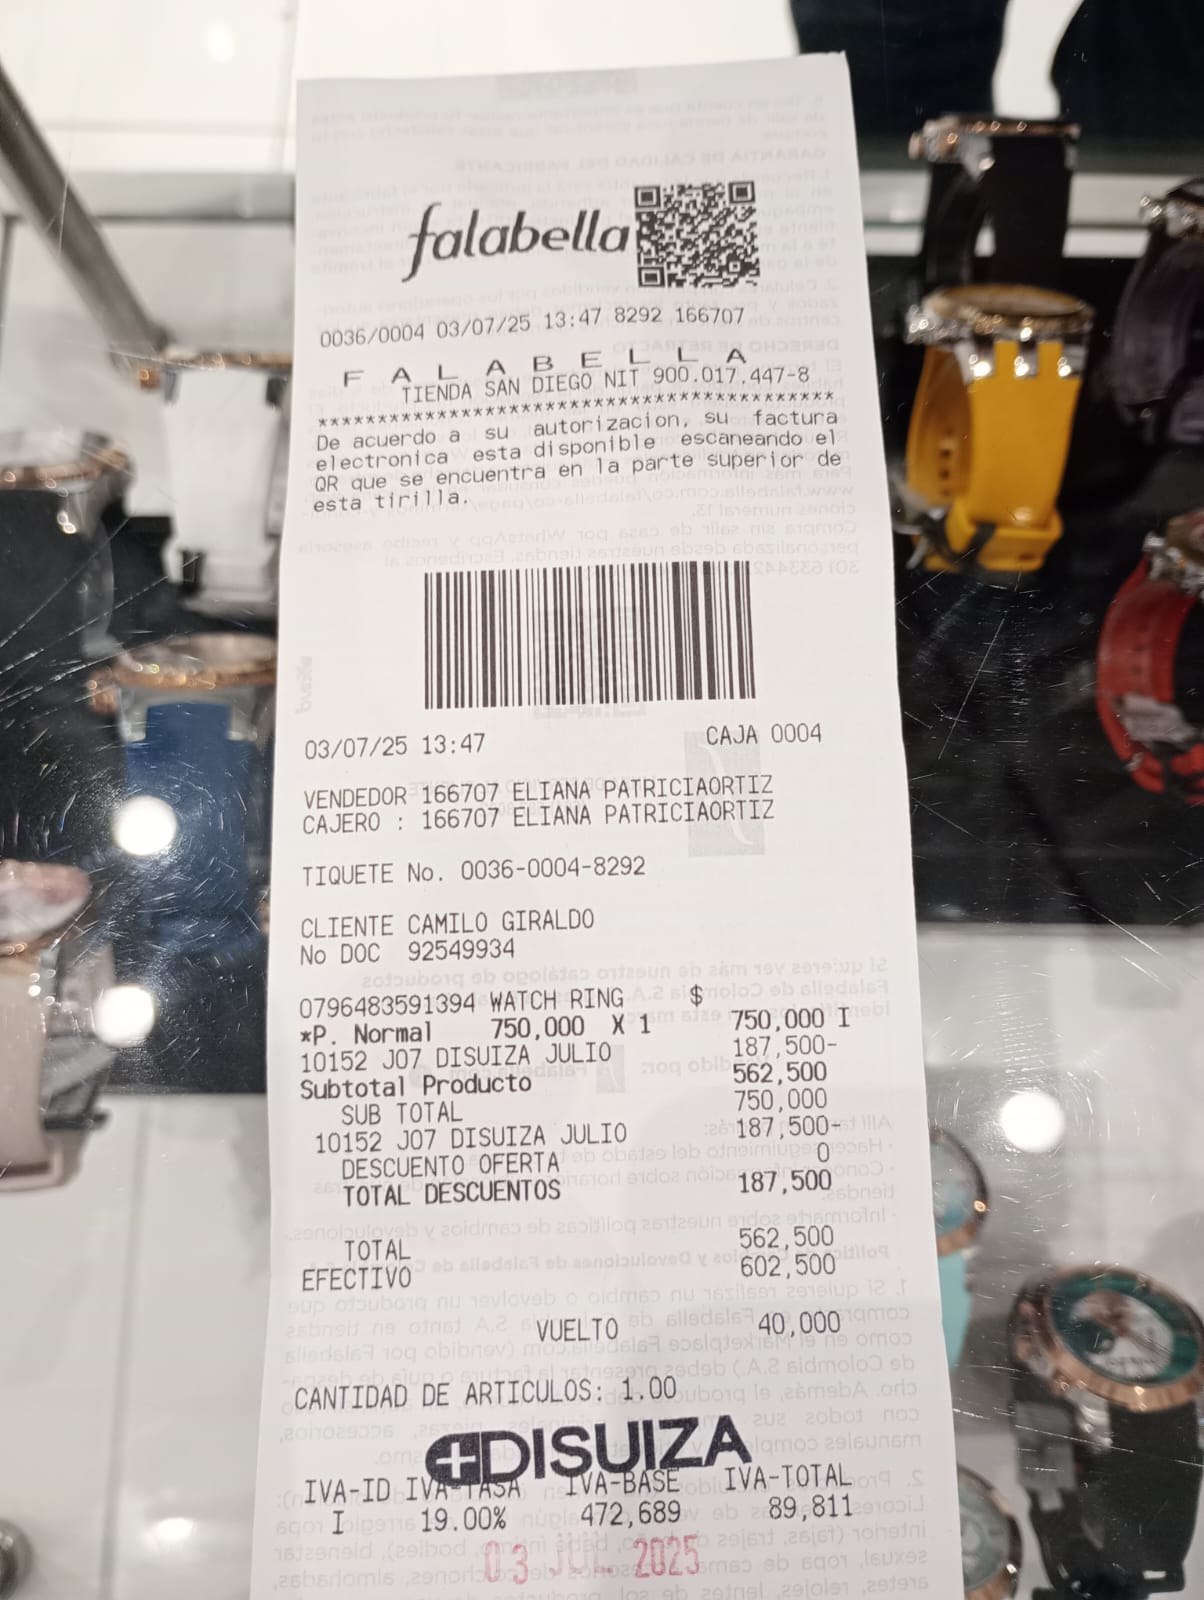 falabella
0036/0004 03/07/25 13:47 8292 166707
F A L A B E L L A
TIENDA SAN DIEGO NIT 900.017.447-8
********************************************
De acuerdo a su autorizacion, su factura
electronica esta disponible escaneando el
QR que se encuentra en la parte superior de
esta tirilla.
03/07/25 13:47 CAJA 0004
VENDEDOR 166707 ELIANA PATRICIAORTIZ
CAJERO : 166707 ELIANA PATRICIAORTIZ
TIQUETE No. 0036-0004-8292
CLIENTE CAMILO GIRALDO
No DOC 92549934
0796483591394 WATCH RING $
*P. Normal 750,000 X 1 750,000 I
10152 J07 DISUIZA JULIO 187,500-
Subtotal Producto 562,500
SUB TOTAL 750,000
10152 J07 DISUIZA JULIO 187,500-
DESCUENTO OFERTA 0
TOTAL DESCUENTOS 187,500
TOTAL 562,500
EFECTIVO 602,500
VUELTO 40,000
CANTIDAD DE ARTICULOS: 1.00
DISUIZA
IVA-ID IVA-TASA IVA-BASE IVA-TOTAL
I 19.00% 472,689 89,811
03 JUL 2025